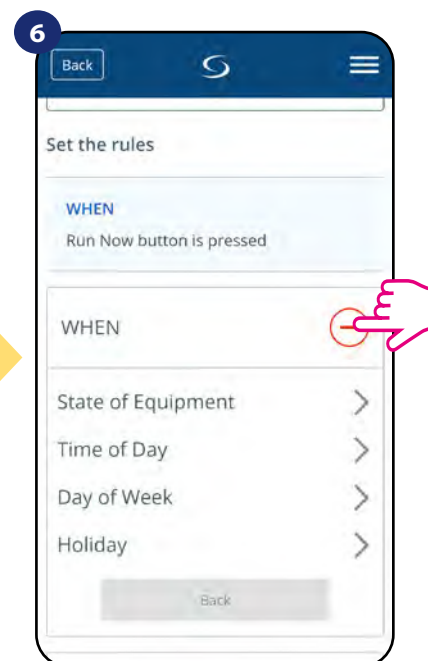 6
Back
Set the rules
WHEN
Run Now button is pressed
WHEN
State of Equipment
Time of Day
Day of Week
Holiday
Back